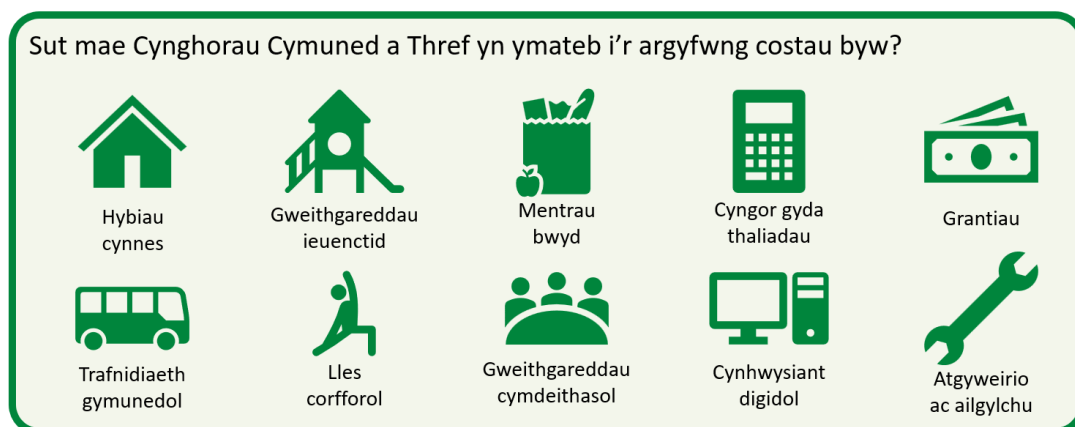 Sut mae Cynghorau Cymuned a Thref yn ymateb i'r argyfwng costau byw?
Hybiau
cynnes
Gweithgareddau
ieuenctid
Mentrau
bwyd
Cyngor gyda
thaliadau
Grantiau
Trafnidiaeth
gymunedol
Lles
corfforol
Gweithgareddau
cymdeithasol
Cynhwysiant
digidol
Atgyweirio
ac ailgylchu